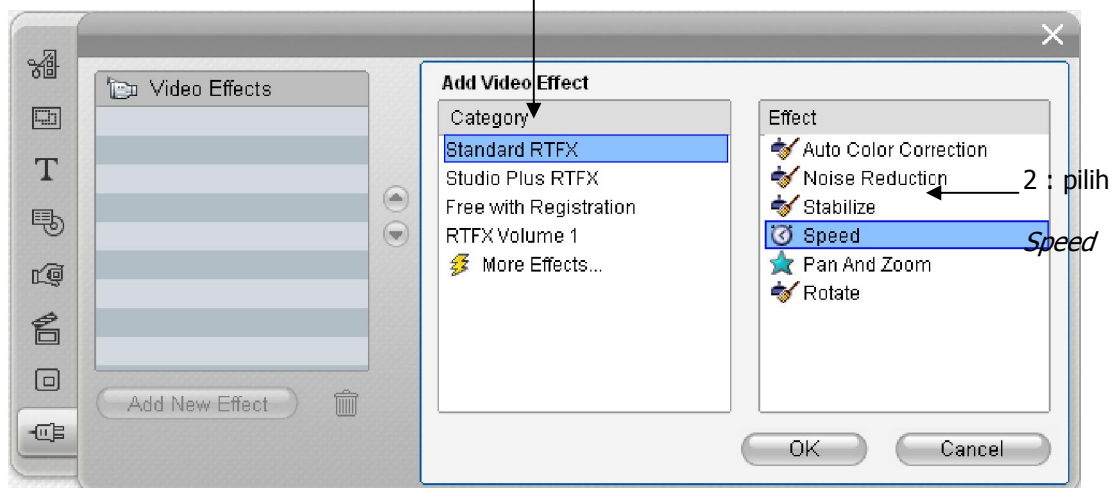 Video Effects
Add New Effect
Add Video Effect
Category
Standard RTFX
Studio Plus RTFX
Free with Registration
RTFX Volume 1
More Effects...
Effect
Auto Color Correction
Noise Reduction
Stabilize
Speed
Pan And Zoom
Rotate
OK
Cancel
2 : pilih
Speed
T